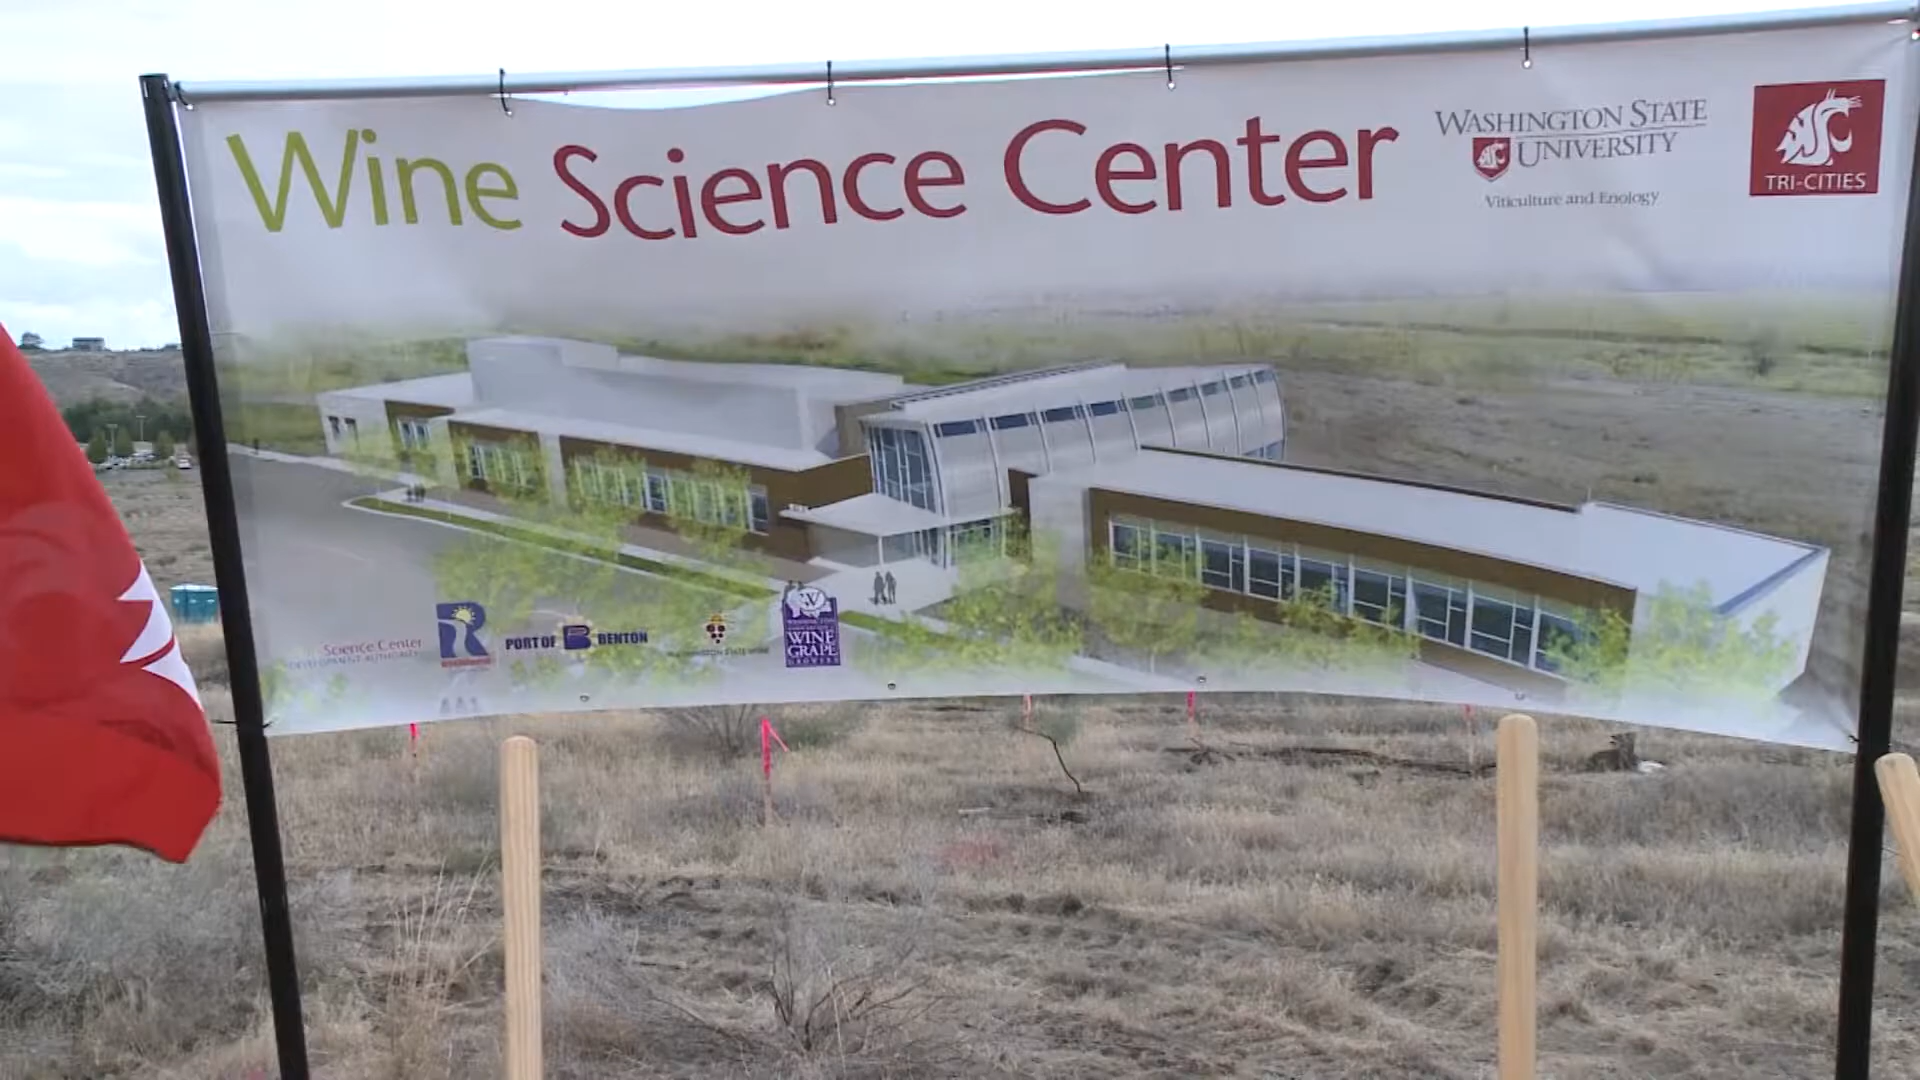 Wine Science Center
WASHINGTON STATE
UNIVERSITY
Viticulture and Enology
TRI-CITIES
Science Center
DEVELOPMENT AUTHORITY
R
PORT OF B BENTON
W
WINE
GRAPE
GROWERS